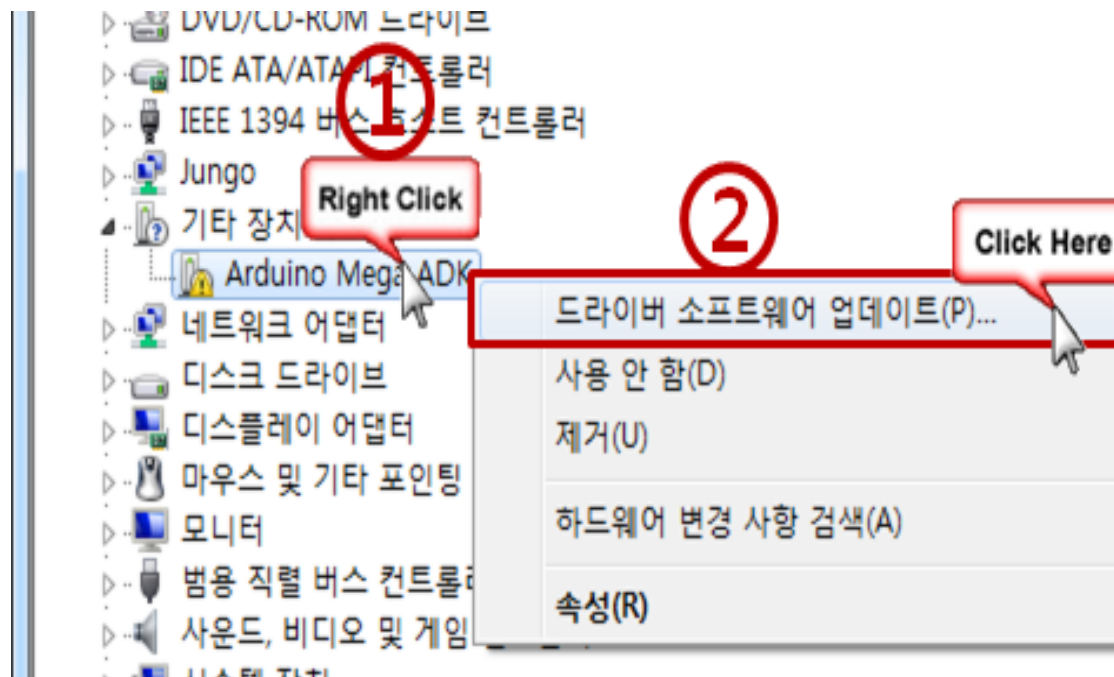 DVD/CD-ROM 드라이브
IDE ATA/ATAPI 컨트롤러
①
IEEE 1394 버스 호스트 컨트롤러
Jungo
Right Click
기타 장치
②
Click Here
Arduino Mega ADK
드라이버 소프트웨어 업데이트(P)...
네트워크 어댑터
사용 안 함(D)
디스크 드라이브
디스플레이 어댑터
제거(U)
마우스 및 기타 포인팅
하드웨어 변경 사항 검색(A)
모니터
범용 직렬 버스 컨트롤러
속성(R)
사운드, 비디오 및 게임